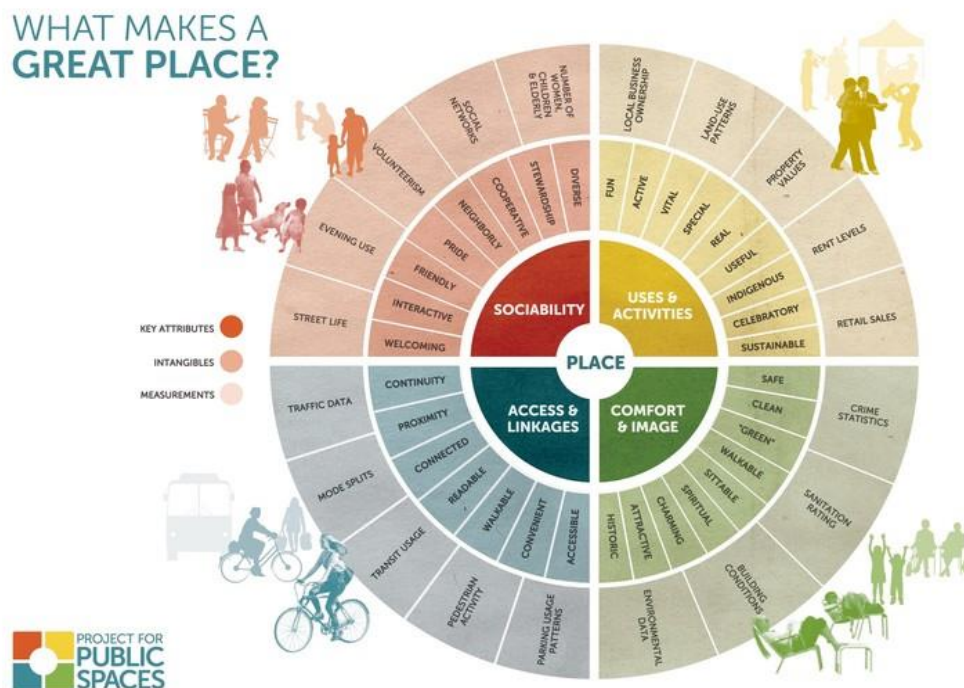 WHAT MAKES A
GREAT PLACE?
KEY ATTRIBUTES
INTANGIBLES
MEASUREMENTS
PLACE
SOCIABILITY
WELCOMING
INTERACTIVE
FRIENDLY
PRIDE
NEIGHBORLY
COOPERATIVE
STEWARDSHIP
DIVERSE
STREET LIFE
EVENING USE
VOLUNTEERISM
SOCIAL
NETWORKS
NUMBER OF
WOMEN,
CHILDREN
& ELDERLY
USES &
ACTIVITIES
FUN
ACTIVE
VITAL
SPECIAL
REAL
USEFUL
INDIGENOUS
CELEBRATORY
SUSTAINABLE
LOCAL BUSINESS
OWNERSHIP
LAND-USE
PATTERNS
PROPERTY
VALUES
RENT LEVELS
RETAIL SALES
ACCESS &
LINKAGES
CONTINUITY
PROXIMITY
CONNECTED
READABLE
WALKABLE
CONVENIENT
ACCESSIBLE
TRAFFIC DATA
MODE SPLITS
TRANSIT USAGE
PEDESTRIAN
ACTIVITY
PARKING USAGE
PATTERNS
COMFORT
& IMAGE
SAFE
CLEAN
"GREEN"
WALKABLE
SITTABLE
SPIRITUAL
CHARMING
ATTRACTIVE
HISTORIC
CRIME
STATISTICS
SANITATION
RATING
BUILDING
CONDITIONS
ENVIRONMENTAL
DATA
PROJECT FOR
PUBLIC
SPACES